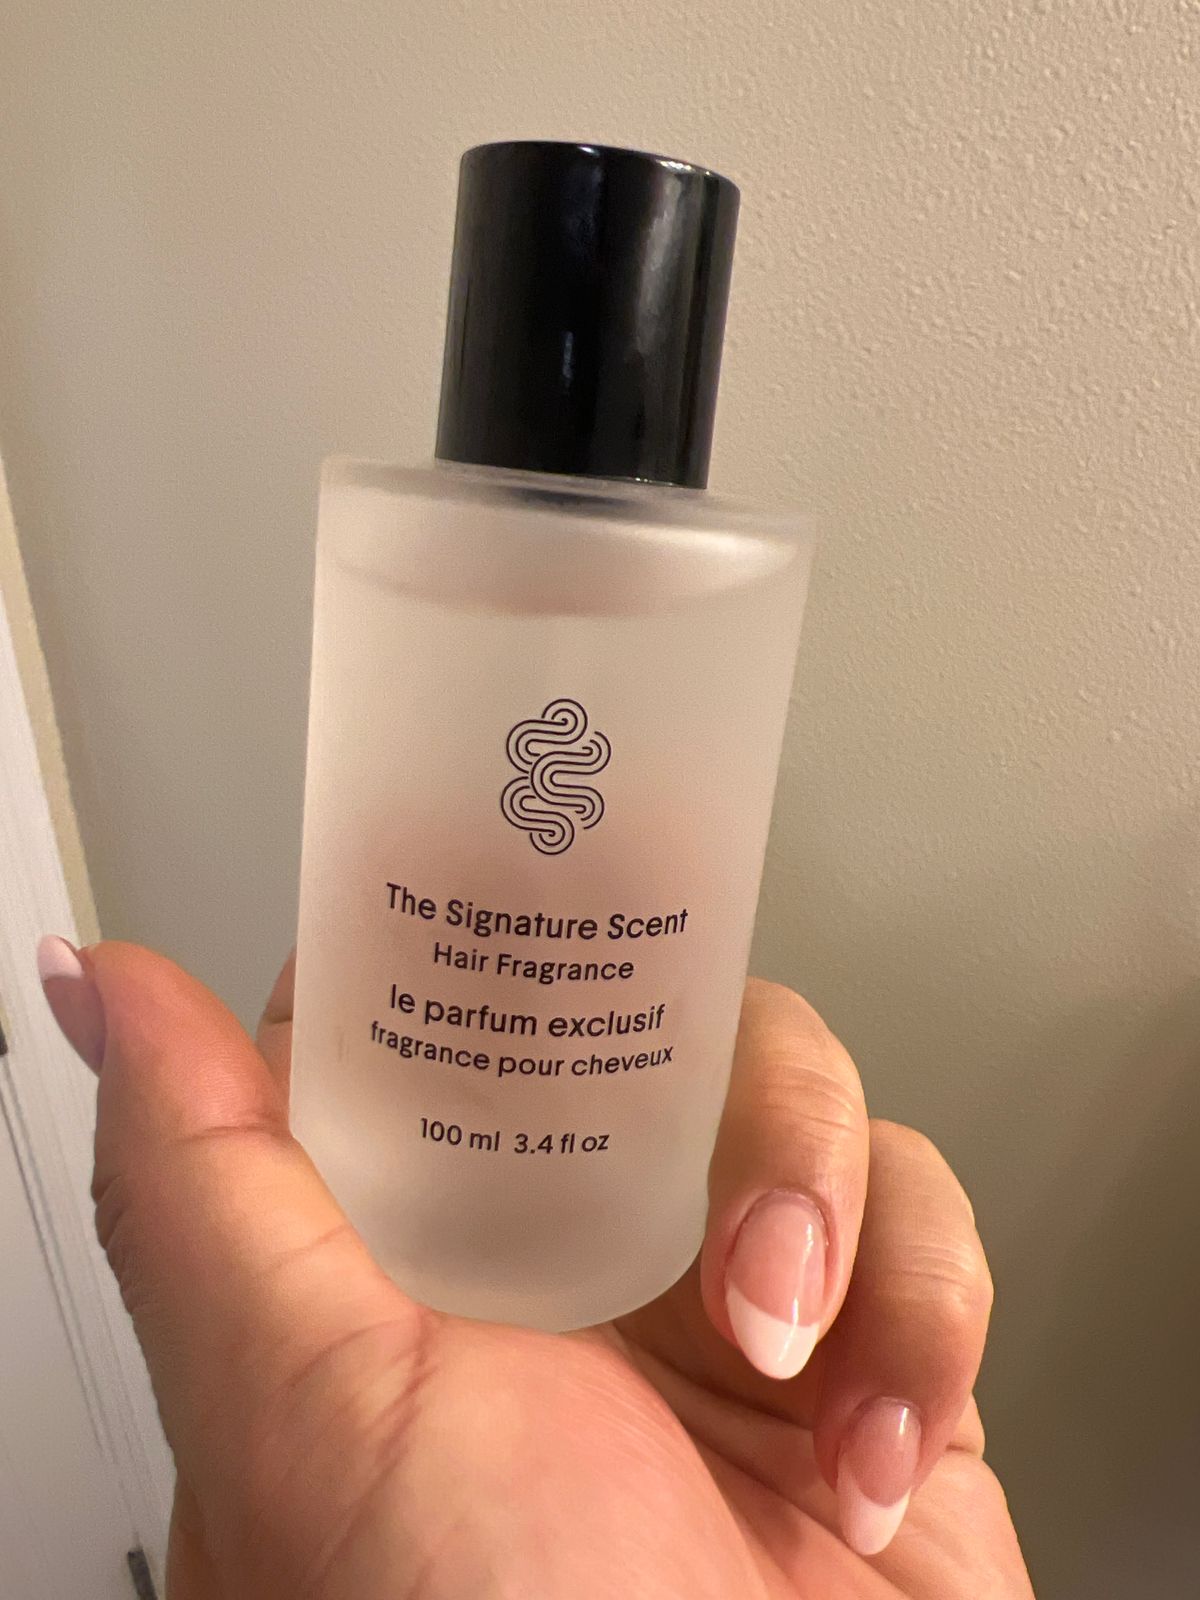 The Signature Scent
Hair Fragrance
le parfum exclusif
fragrance pour cheveux
100 ml 3.4 fl oz